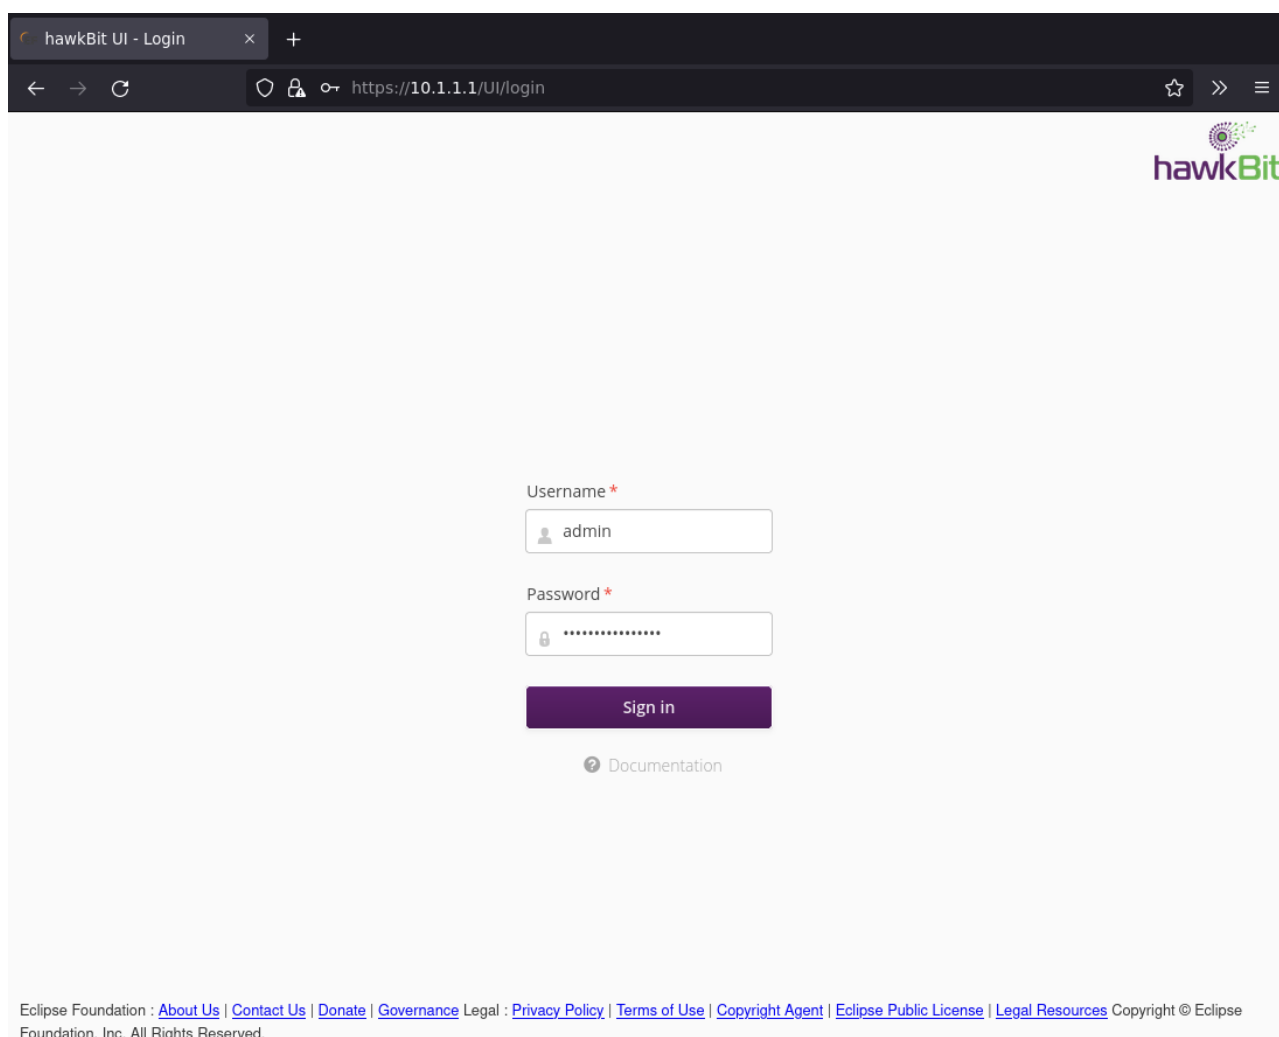 hawkBit UI - Login
https://10.1.1.1/UI/login
hawkBit
Username *
admin
Password *
••••••••••••••••
Sign in
Documentation
Eclipse Foundation : About Us | Contact Us | Donate | Governance Legal : Privacy Policy | Terms of Use | Copyright Agent | Eclipse Public License | Legal Resources Copyright © Eclipse
Foundation, Inc. All Rights Reserved.